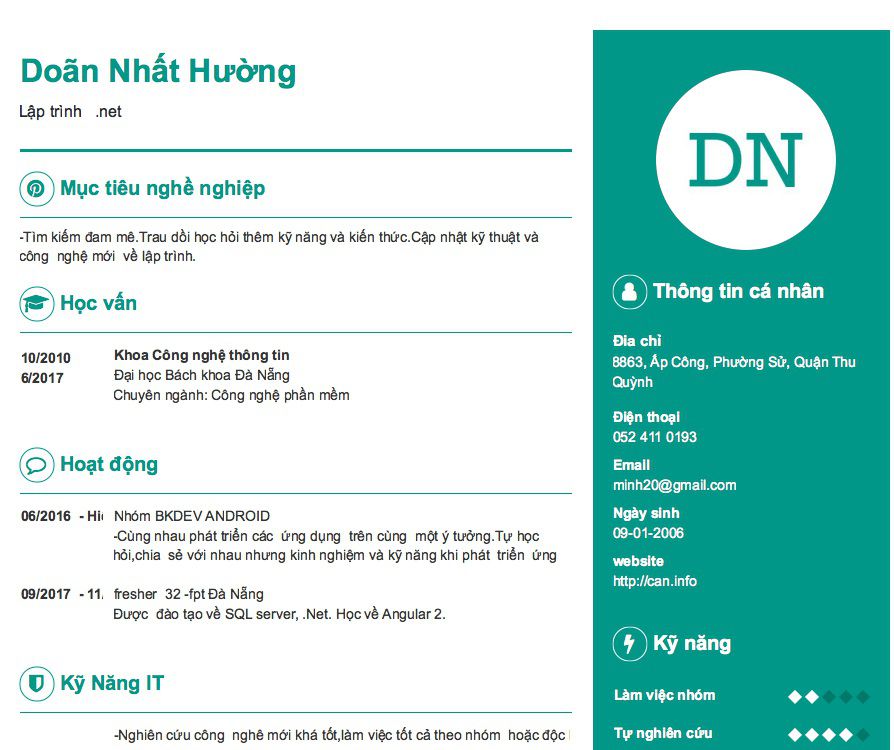 Doãn Nhất Hường
Lập trình .net
Mục tiêu nghề nghiệp
-Tìm kiếm đam mê.Trau dồi học hỏi thêm kỹ năng và kiến thức.Cập nhật kỹ thuật và
công nghệ mới về lập trình.
Học vấn
10/2010
6/2017
Khoa Công nghệ thông tin
Đại học Bách khoa Đà Nẵng
Chuyên ngành: Công nghệ phần mềm
Hoạt động
06/2016 - Hiệ
Nhóm BKDEV ANDROID
-Cùng nhau phát triển các ứng dụng trên cùng một ý tưởng.Tự học
hỏi,chia sẻ với nhau nhưng kinh nghiệm và kỹ năng khi phát triển ứng
09/2017 - 11.
fresher 32 -fpt Đà Nẵng
Được đào tạo về SQL server, .Net. Học về Angular 2.
Kỹ Năng IT
-Nghiên cứu công nghê mới khá tốt,làm việc tốt cả theo nhóm hoặc độc
DN
Thông tin cá nhân
Đia chỉ
8863, Ấp Công, Phường Sử, Quận Thu
Quỳnh
Điện thoại
052 411 0193
Email
minh20@gmail.com
Ngày sinh
09-01-2006
website
http://can.info
Kỹ năng
Làm việc nhóm
Tự nghiên cứu